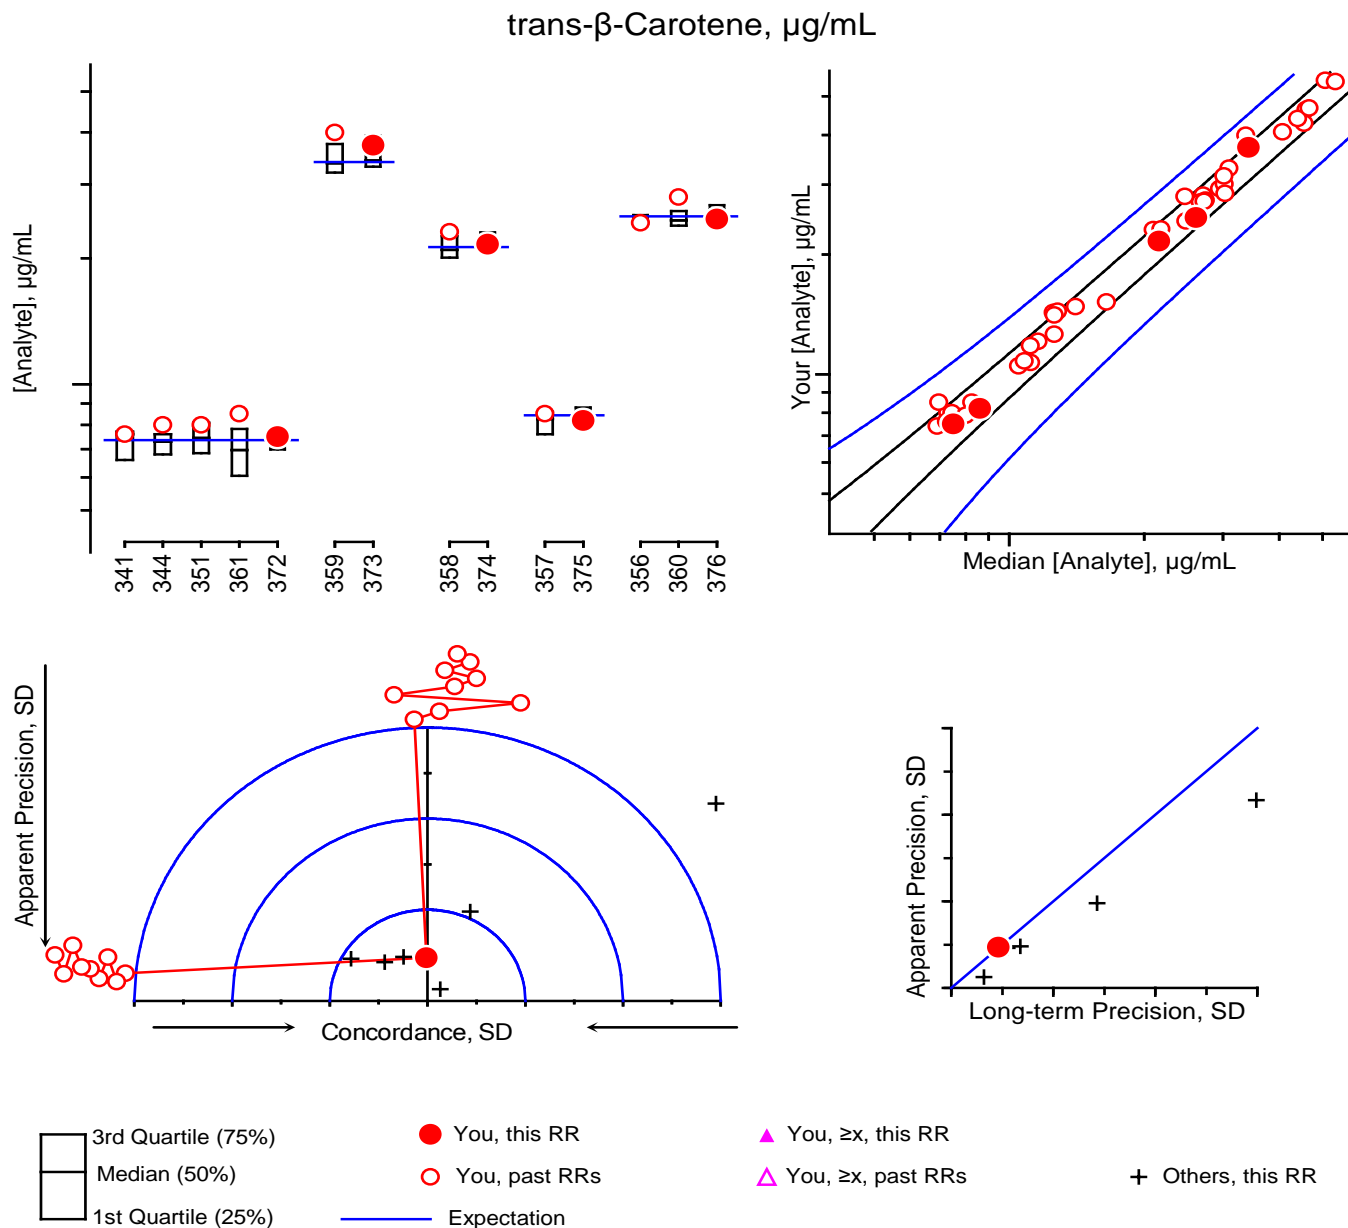 trans-β-Carotene, µg/mL
[Analyte], µg/mL
341 344 351 361 372 359 373 358 374 357 375 356 360 376
Your [Analyte], µg/mL
Median [Analyte], µg/mL
Apparent Precision, SD
Concordance, SD
Apparent Precision, SD
Long-term Precision, SD
3rd Quartile (75%)
Median (50%)
1st Quartile (25%)
You, this RR
You, past RRs
Expectation
You, ≥x, this RR
You, ≥x, past RRs
Others, this RR